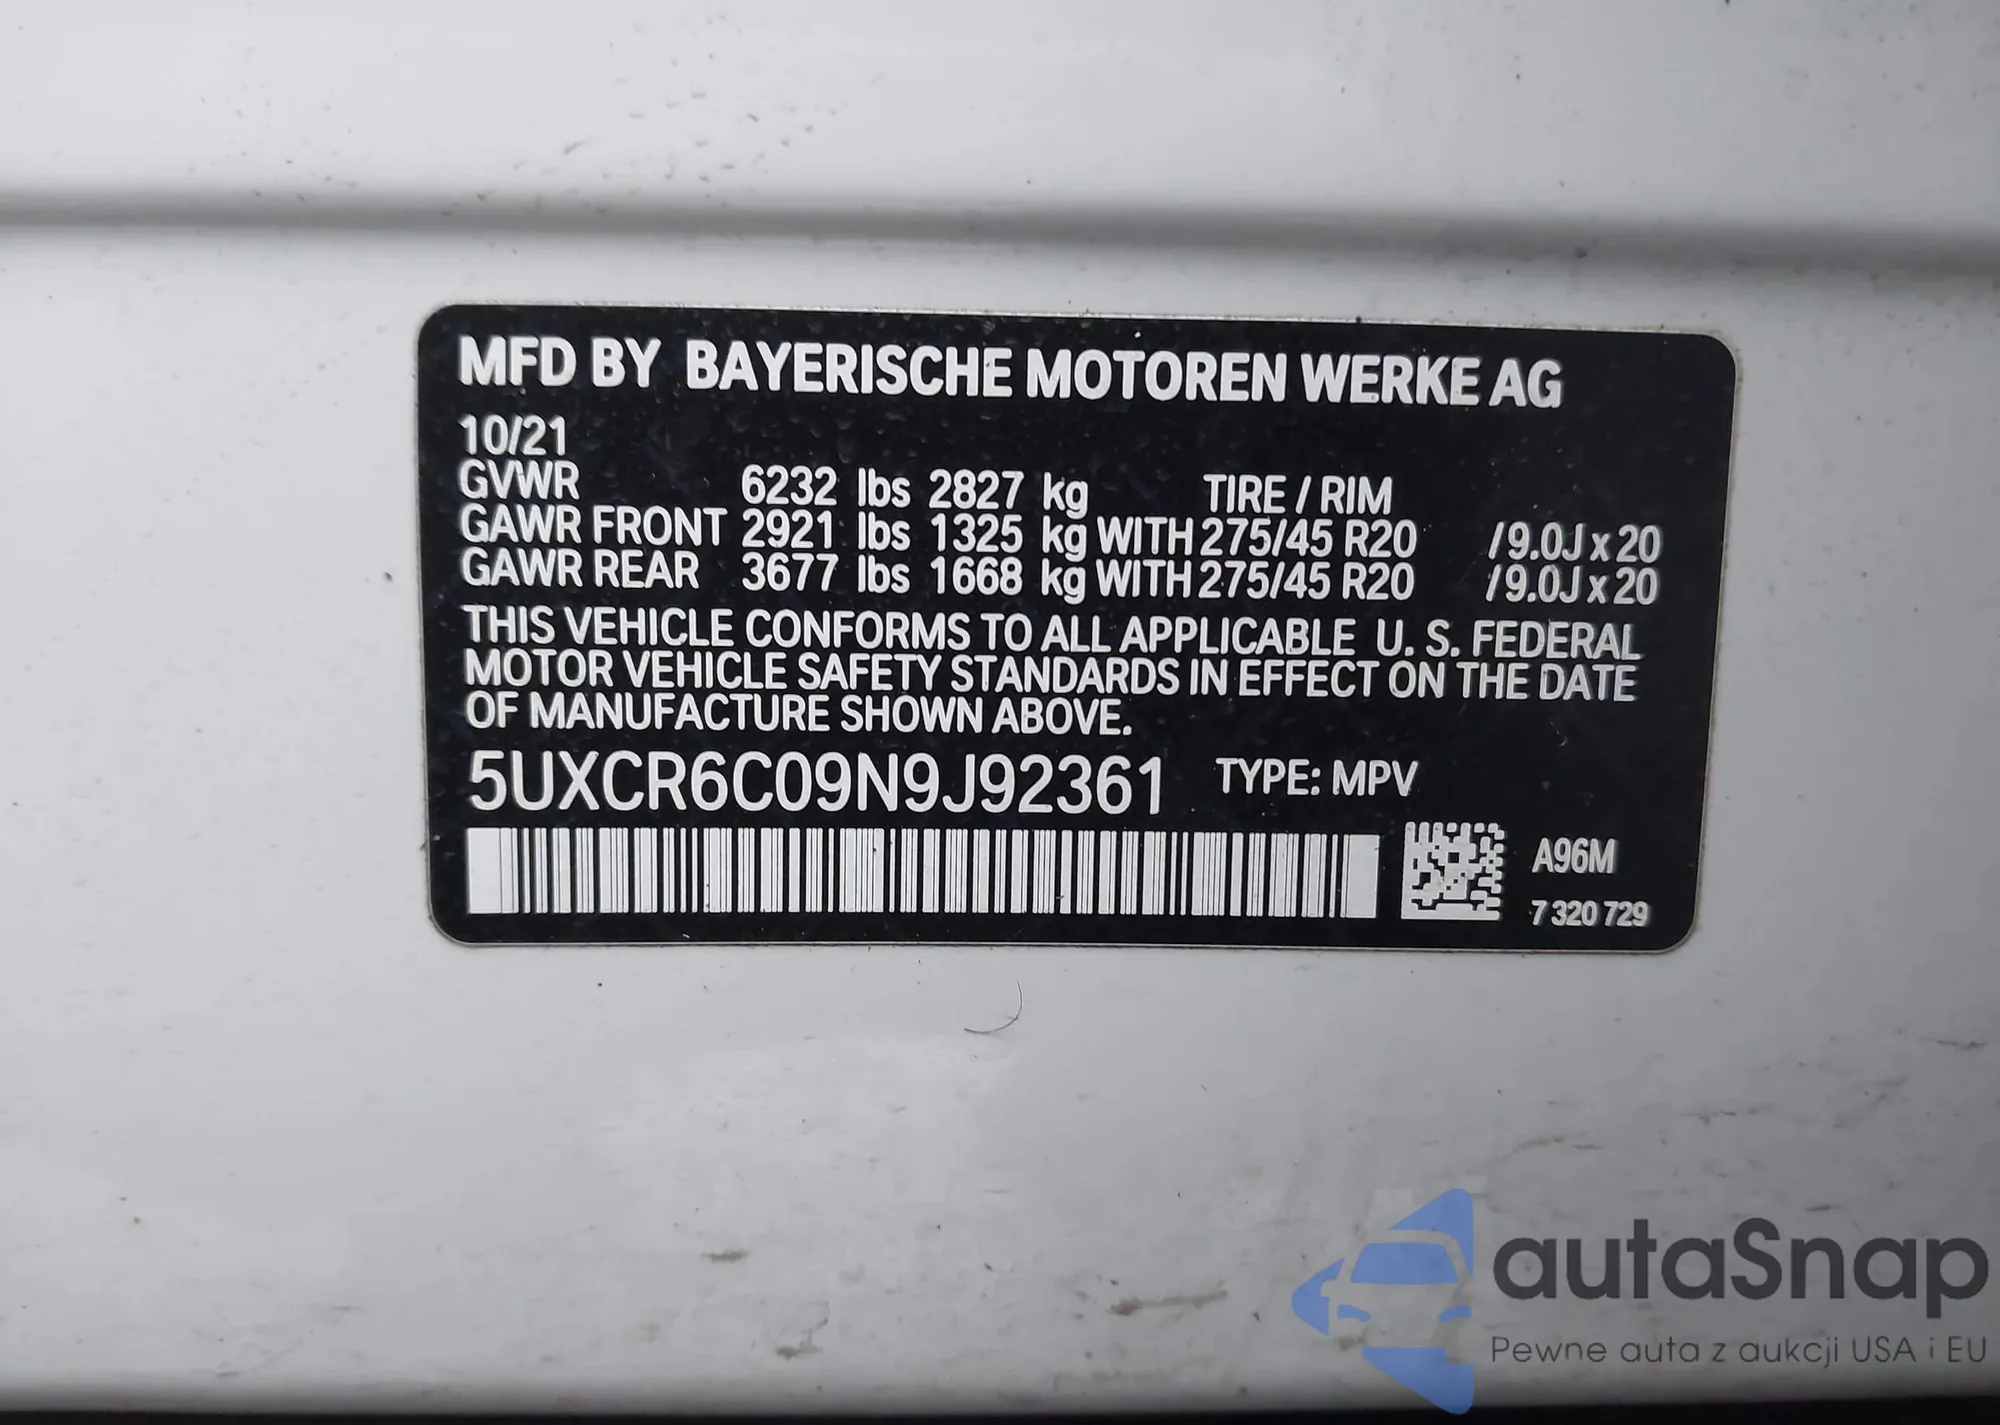 MFD BY BAYERISCHE MOTOREN WERKE AG
10/21
GVWR 6232 lbs 2827 kg TIRE / RIM
GAWR FRONT 2921 lbs 1325 kg WITH 275/45 R20 /9.0J x 20
GAWR REAR 3677 lbs 1668 kg WITH 275/45 R20 /9.0J x 20
THIS VEHICLE CONFORMS TO ALL APPLICABLE U. S. FEDERAL
MOTOR VEHICLE SAFETY STANDARDS IN EFFECT ON THE DATE
OF MANUFACTURE SHOWN ABOVE.
5UXCR6C09N9J92361 TYPE: MPV
A96M
7 320 729
autaSnap
Pewne auta z aukcji USA i EU